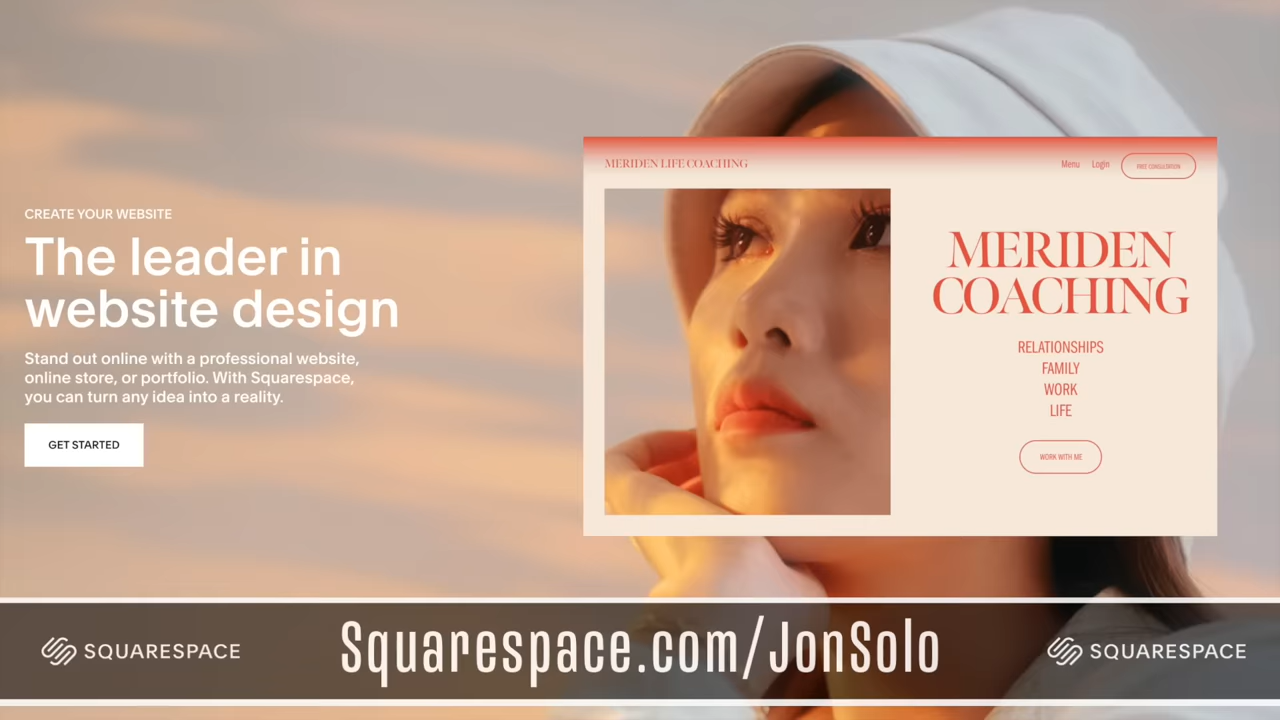 CREATE YOUR WEBSITE
The leader in
website design
Stand out online with a professional website,
online store, or portfolio. With Squarespace,
you can turn any idea into a reality.
GET STARTED
MERIDEN LIFE COACHING
Menu
Login
FREE CONSULTATION
MERIDEN
COACHING
RELATIONSHIPS
FAMILY
WORK
LIFE
WORK WITH ME
SQUARESPACE
Squarespace.com/JonSolo
SQUARESPACE